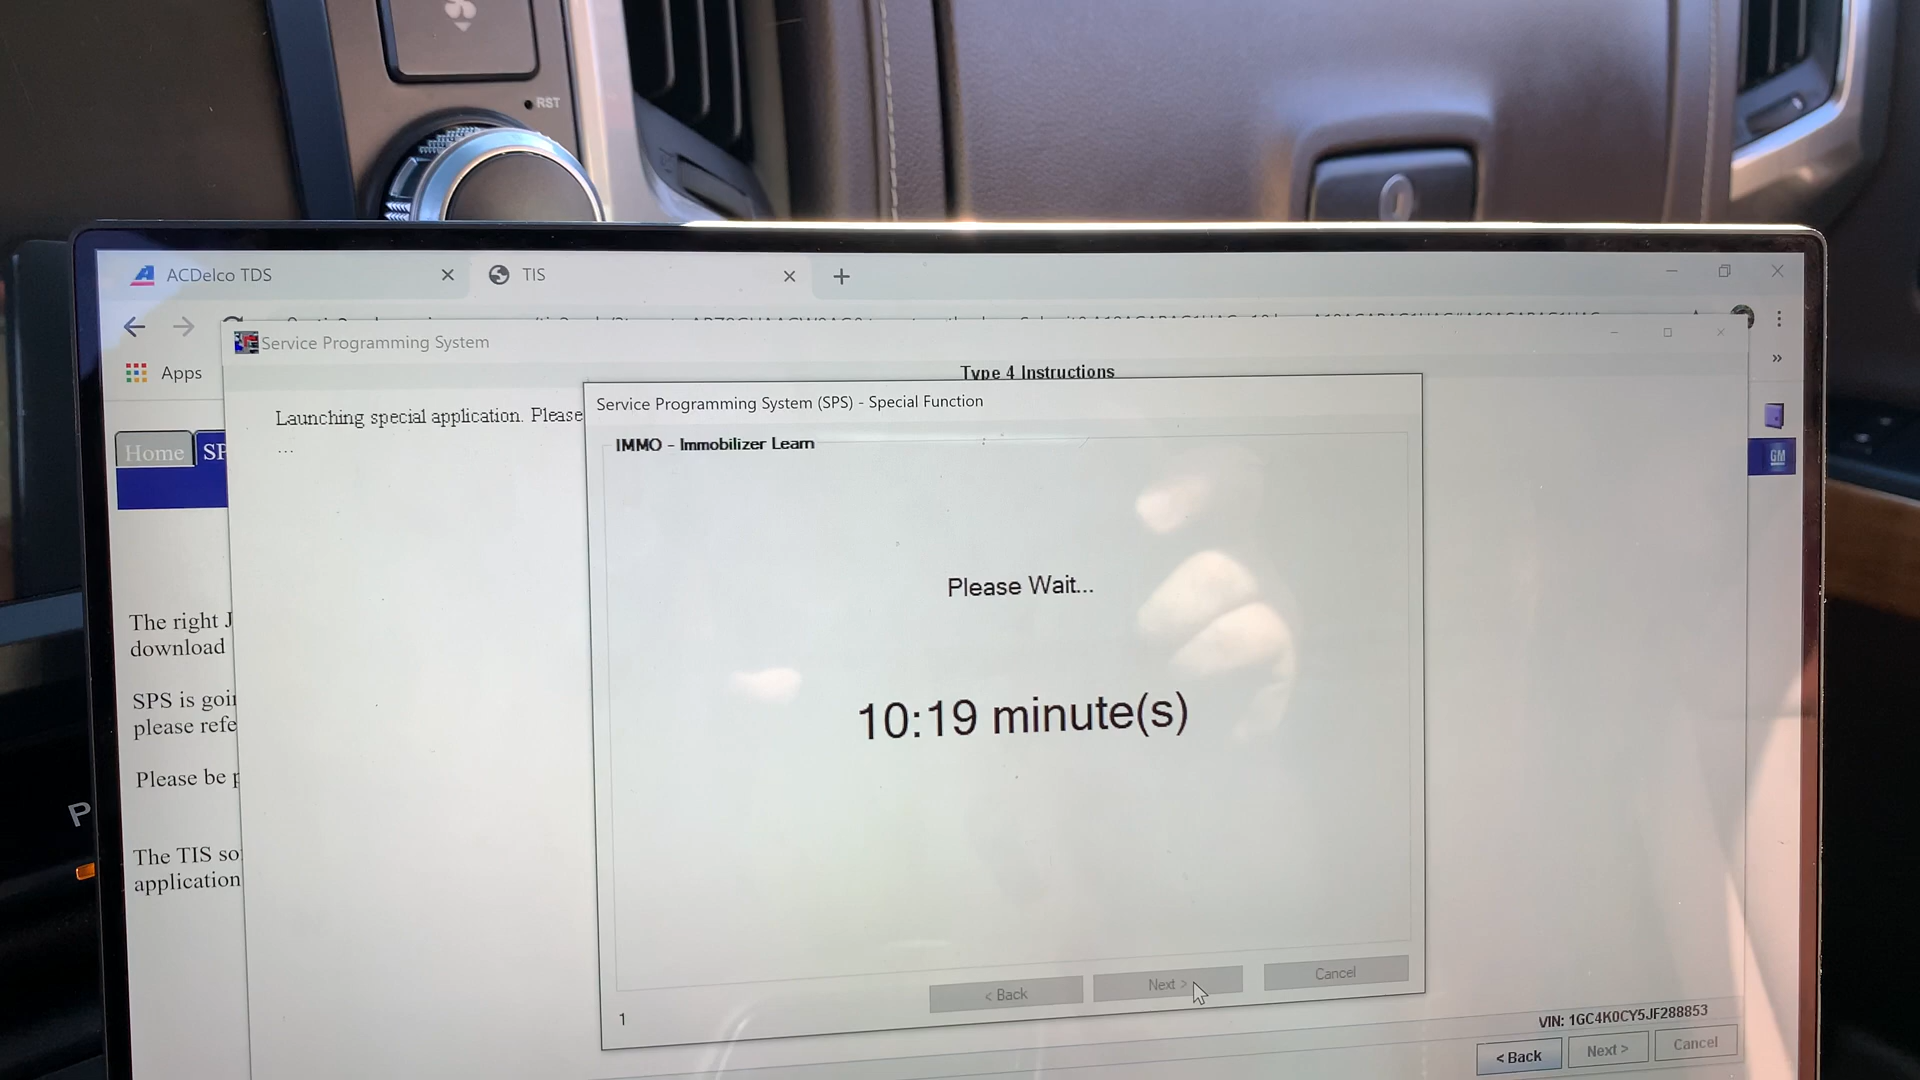 RST
ACDelco TDS
TIS
Service Programming System
Apps
Type 4 Instructions
Launching special application. Please
...
Service Programming System (SPS) - Special Function
Home
SP
GM
IMMO - Immobilizer Learn
Please Wait...
The right J
download
SPS is goin
please refe
10:19 minute(s)
Please be p
P
The TIS so
application
< Back
Next >
Cancel
1
VIN: 1GC4K0CY5JF288853
< Back
Next >
Cancel